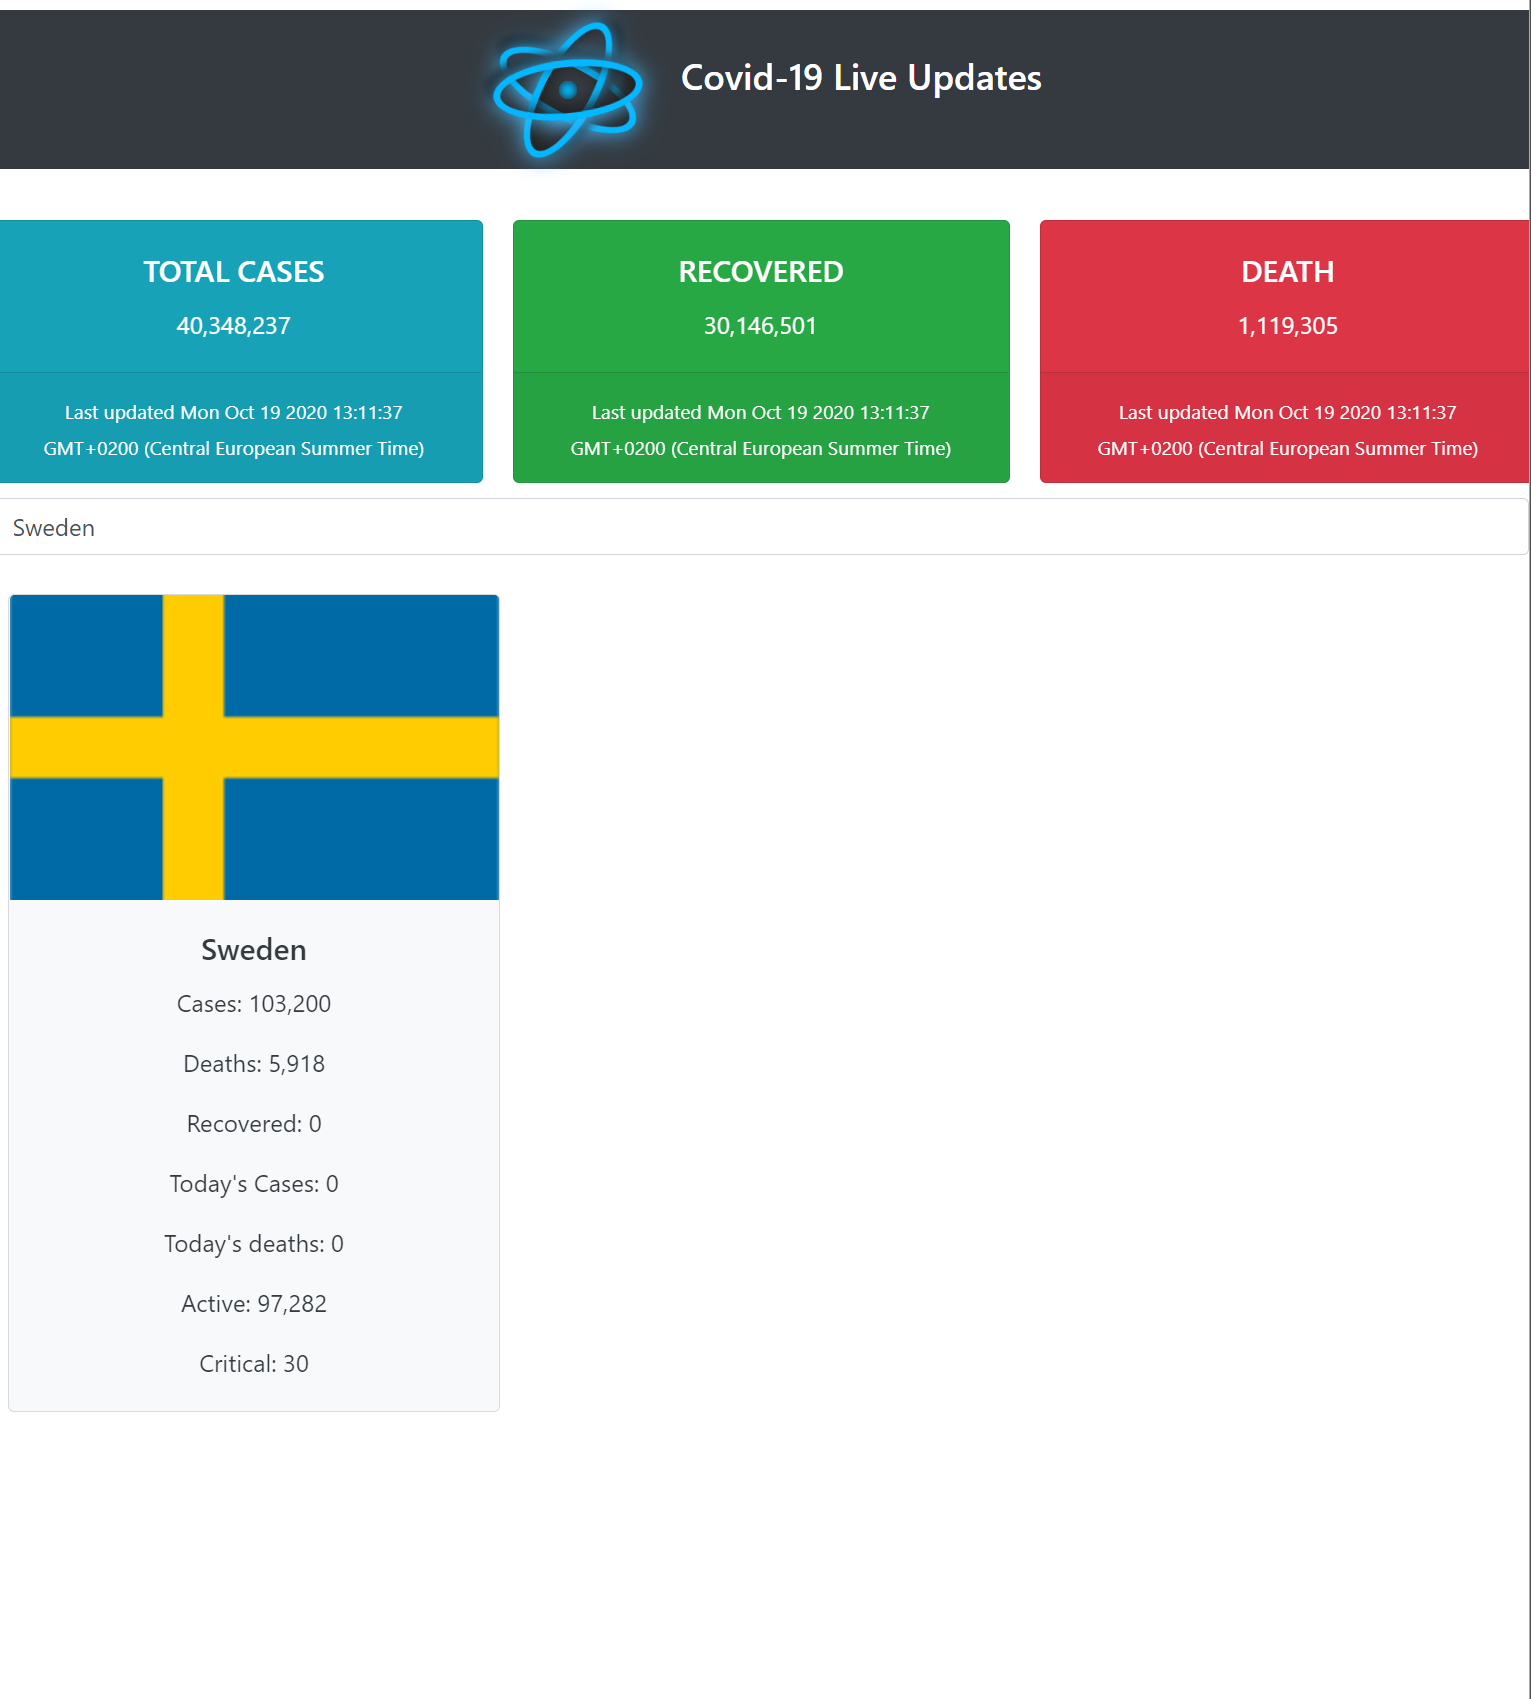 Covid-19 Live Updates
TOTAL CASES
40,348,237
Last updated Mon Oct 19 2020 13:11:37
GMT+0200 (Central European Summer Time)
RECOVERED
30,146,501
Last updated Mon Oct 19 2020 13:11:37
GMT+0200 (Central European Summer Time)
DEATH
1,119,305
Last updated Mon Oct 19 2020 13:11:37
GMT+0200 (Central European Summer Time)
Sweden
Sweden
Cases: 103,200
Deaths: 5,918
Recovered: 0
Today's Cases: 0
Today's deaths: 0
Active: 97,282
Critical: 30